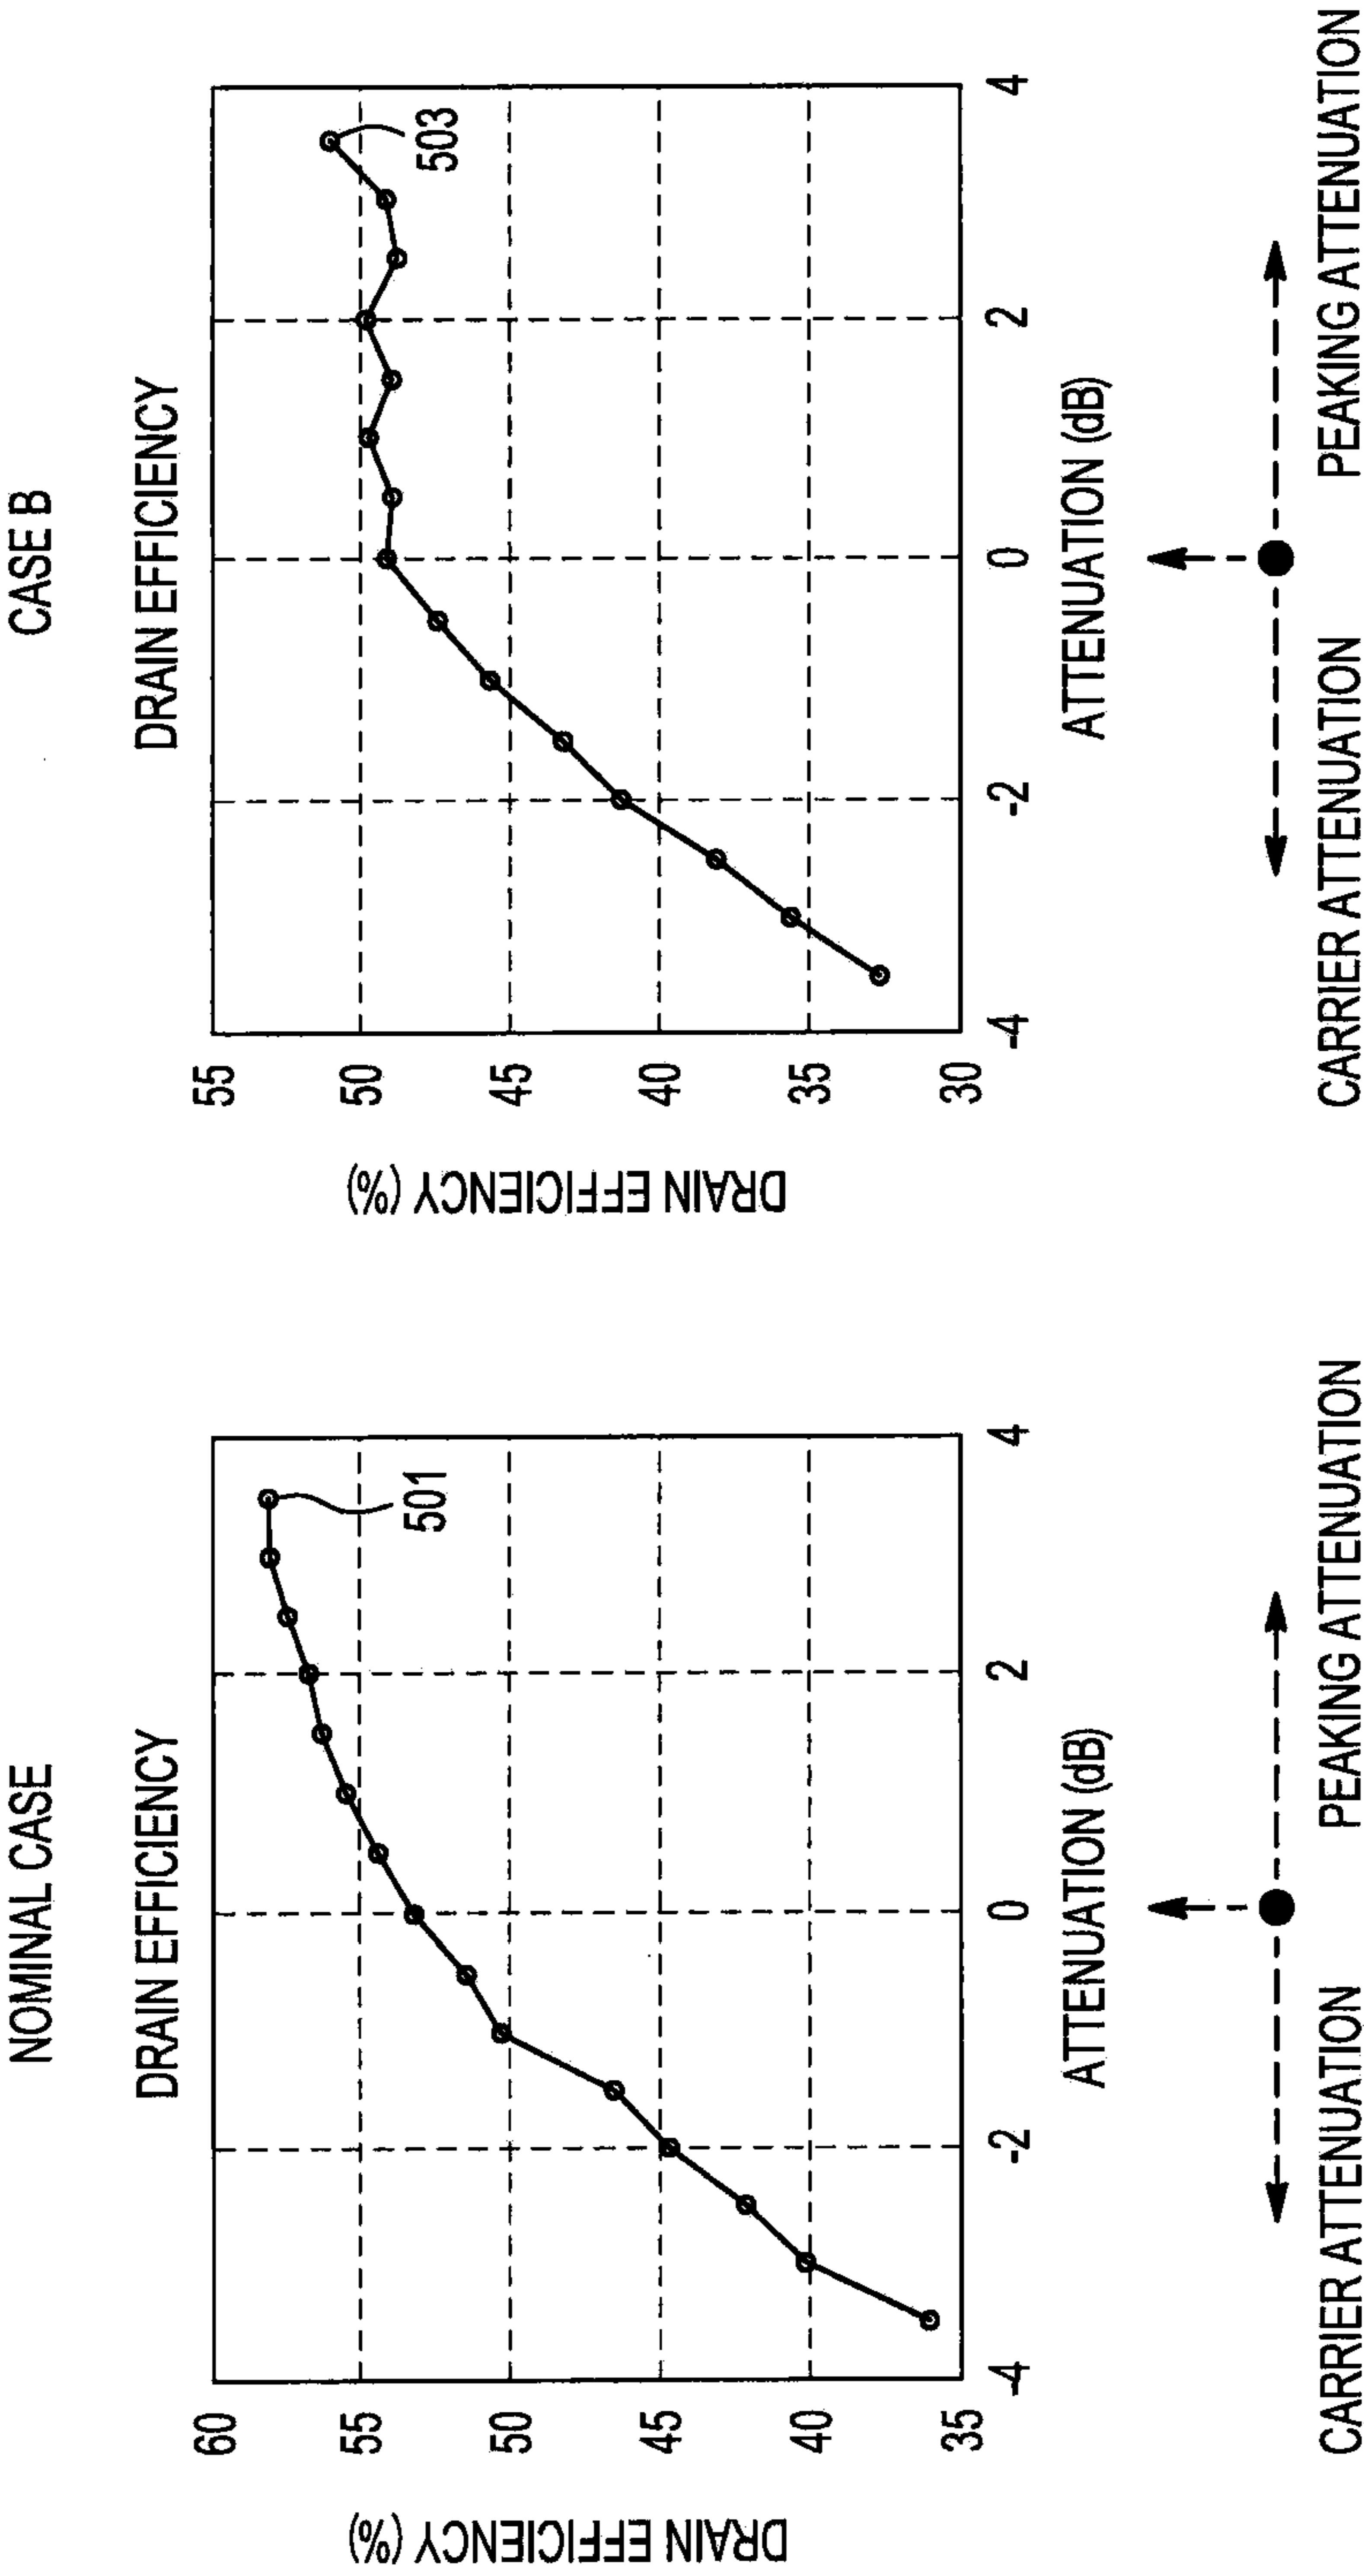 NOMINAL CASE
DRAIN EFFICIENCY
DRAIN EFFICIENCY (%)
60
55
50
45
40
35
-4
-2
0
2
4
501
ATTENUATION (dB)
CARRIER ATTENUATION
PEAKING ATTENUATION
CASE B
DRAIN EFFICIENCY
DRAIN EFFICIENCY (%)
55
50
45
40
35
30
-4
-2
0
2
4
503
ATTENUATION (dB)
CARRIER ATTENUATION
PEAKING ATTENUATION